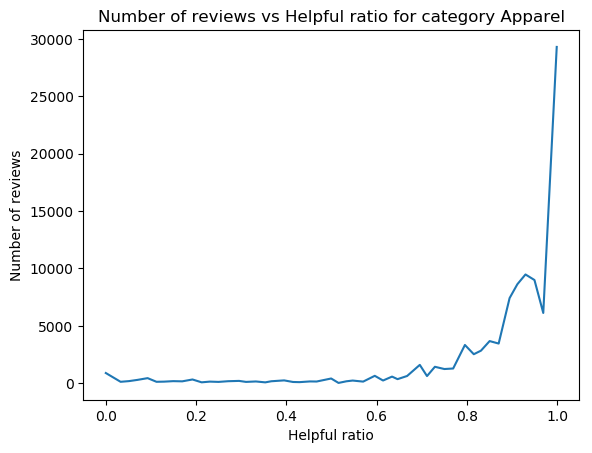 Number of reviews vs Helpful ratio for category Apparel
30000
25000
20000
15000
10000
5000
0
Number of reviews
0.0 0.2 0.4 0.6 0.8 1.0
Helpful ratio